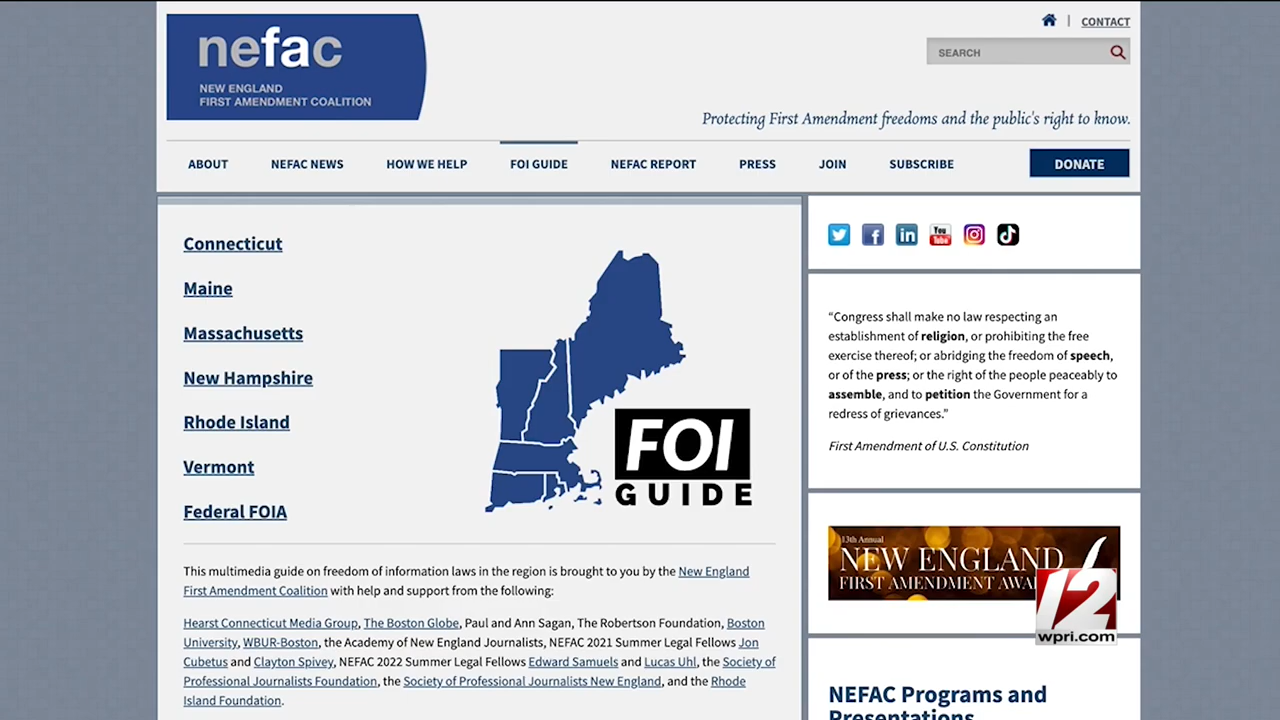 nefac
NEW ENGLAND
FIRST AMENDMENT COALITION
CONTACT
SEARCH
Protecting First Amendment freedoms and the public's right to know.
ABOUT NEFAC NEWS HOW WE HELP FOI GUIDE NEFAC REPORT PRESS JOIN SUBSCRIBE DONATE
Connecticut
Maine
Massachusetts
New Hampshire
Rhode Island
Vermont
Federal FOIA
FOI
GUIDE
This multimedia guide on freedom of information laws in the region is brought to you by the New England
First Amendment Coalition with help and support from the following:
Hearst Connecticut Media Group, The Boston Globe, Paul and Ann Sagan, The Robertson Foundation, Boston
University, WBUR-Boston, the Academy of New England Journalists, NEFAC 2021 Summer Legal Fellows Jon
Cubetus and Clayton Spivey, NEFAC 2022 Summer Legal Fellows Edward Samuels and Lucas Uhl, the Society of
Professional Journalists Foundation, the Society of Professional Journalists New England, and the Rhode
Island Foundation.
You
Tube
“Congress shall make no law respecting an
establishment of religion, or prohibiting the free
exercise thereof; or abridging the freedom of speech,
or of the press; or the right of the people peaceably to
assemble, and to petition the Government for a
redress of grievances.”
First Amendment of U.S. Constitution
13th Annual
NEW ENGLAND
FIRST AMENDMENT AWA
12
wpri.com
NEFAC Programs and
Presentations